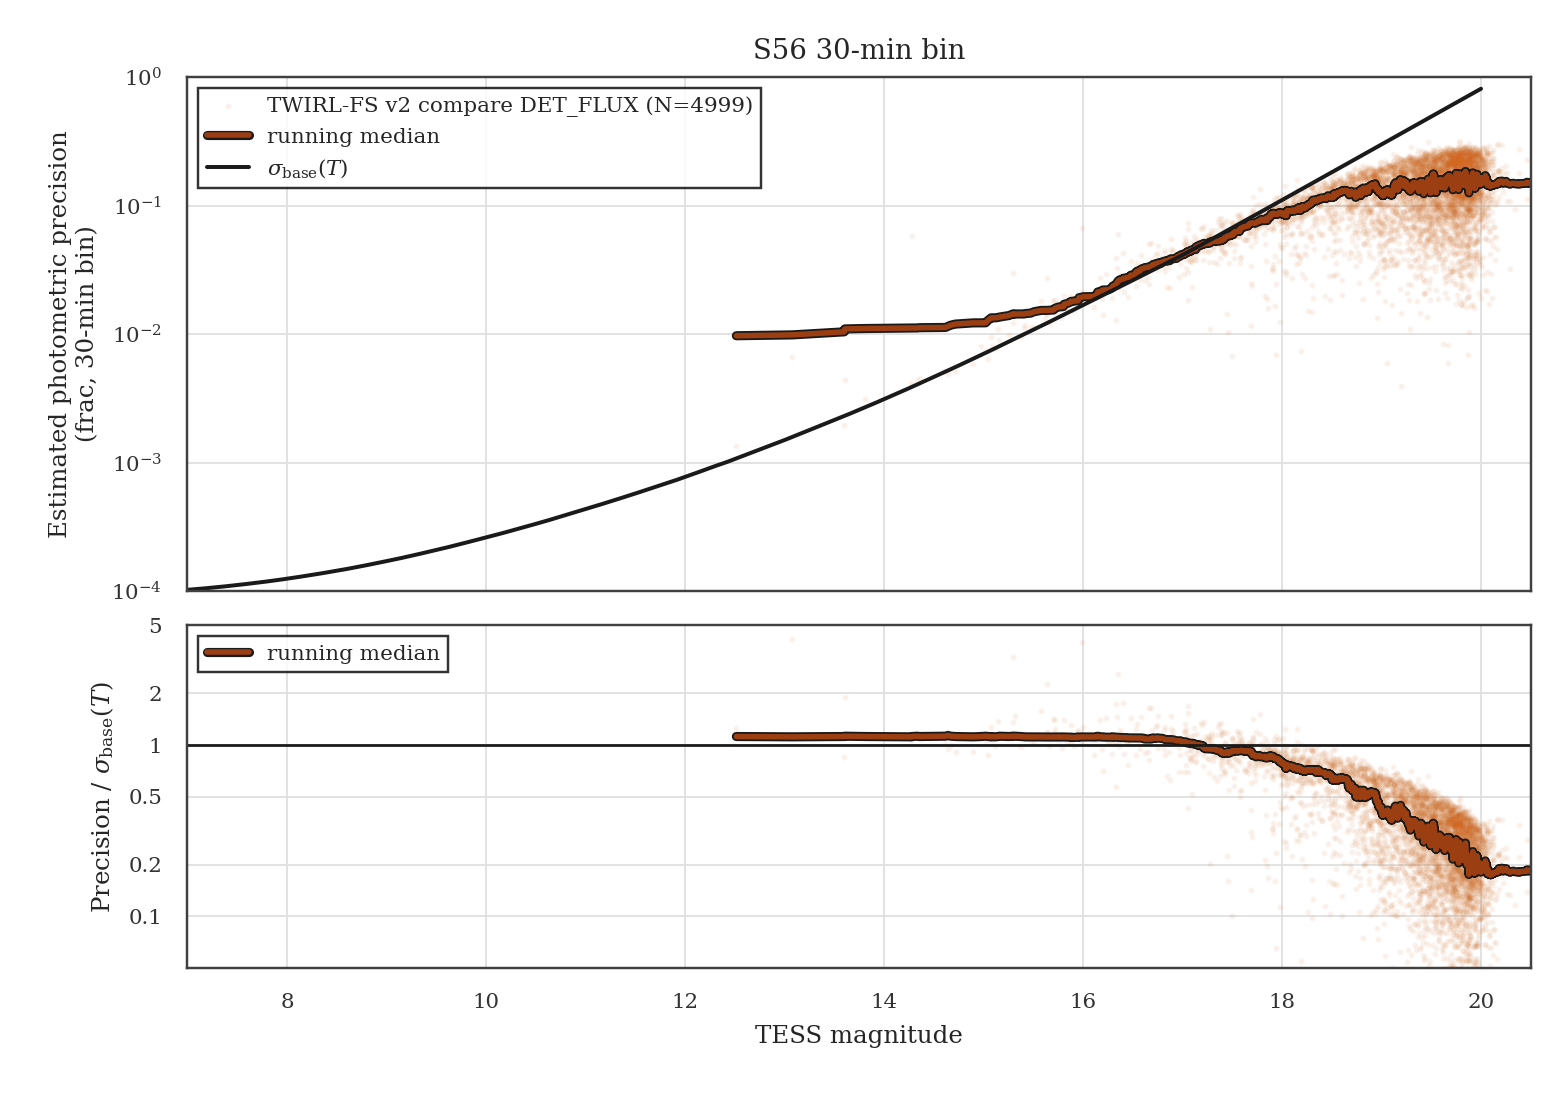 S56 30-min bin
Estimated photometric precision
(frac, 30-min bin)
10⁰
10⁻¹
10⁻²
10⁻³
10⁻⁴
TWIRL-FS v2 compare DET_FLUX (N=4999)
running median
σ_base(T)
Precision / σ_base(T)
5
2
1
0.5
0.2
0.1
running median
8 10 12 14 16 18 20
TESS magnitude